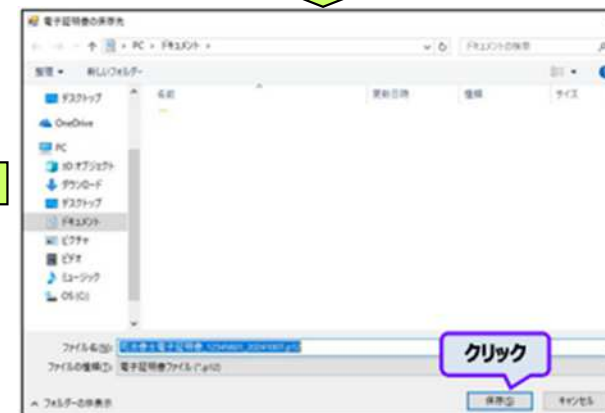 電子証明書の保存先
PC > ドキュメント >
ドキュメントの検索
整理 新しいフォルダー
名前 更新日時 種類 サイズ
デスクトップ
OneDrive
PC
3D オブジェクト
ダウンロード
デスクトップ
ドキュメント
ピクチャ
ビデオ
ミュージック
OS (C:)
ファイル名(N):
ファイルの種類(T): 電子証明書ファイル (*.p12)
クリック
フォルダーの非表示
保存(S) キャンセル